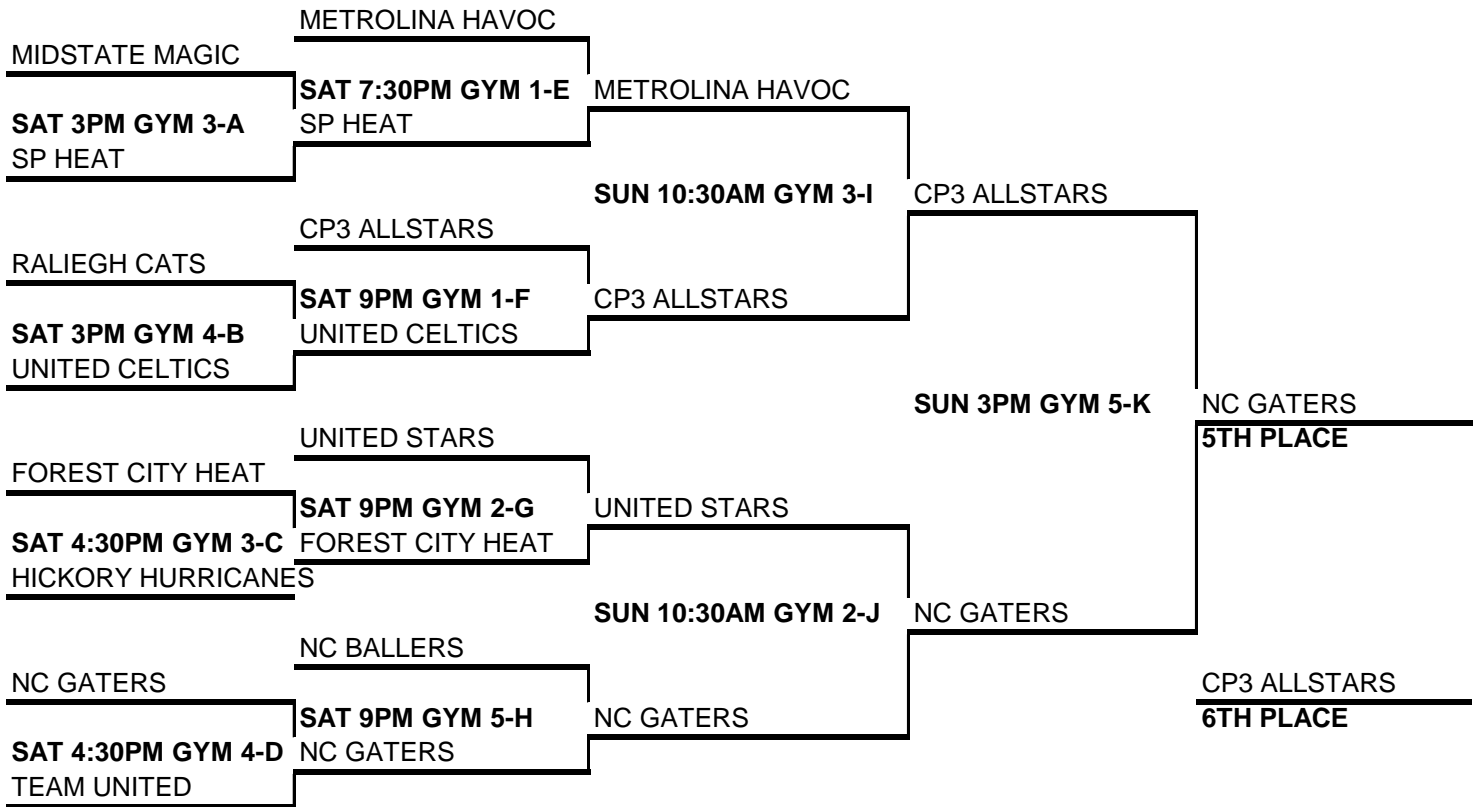 METROLINA HAVOC
MIDSTATE MAGIC
SAT 7:30PM GYM 1-E
METROLINA HAVOC
SAT 3PM GYM 3-A
SP HEAT
SP HEAT
SUN 10:30AM GYM 3-I
CP3 ALLSTARS
CP3 ALLSTARS
RALIEGH CATS
SAT 9PM GYM 1-F
CP3 ALLSTARS
SAT 3PM GYM 4-B
UNITED CELTICS
UNITED CELTICS
SUN 3PM GYM 5-K
NC GATERS
UNITED STARS
5TH PLACE
FOREST CITY HEAT
SAT 9PM GYM 2-G
UNITED STARS
SAT 4:30PM GYM 3-C
FOREST CITY HEAT
HICKORY HURRICANES
SUN 10:30AM GYM 2-J
NC GATERS
NC BALLERS
NC GATERS
CP3 ALLSTARS
SAT 9PM GYM 5-H
NC GATERS
6TH PLACE
SAT 4:30PM GYM 4-D
NC GATERS
TEAM UNITED